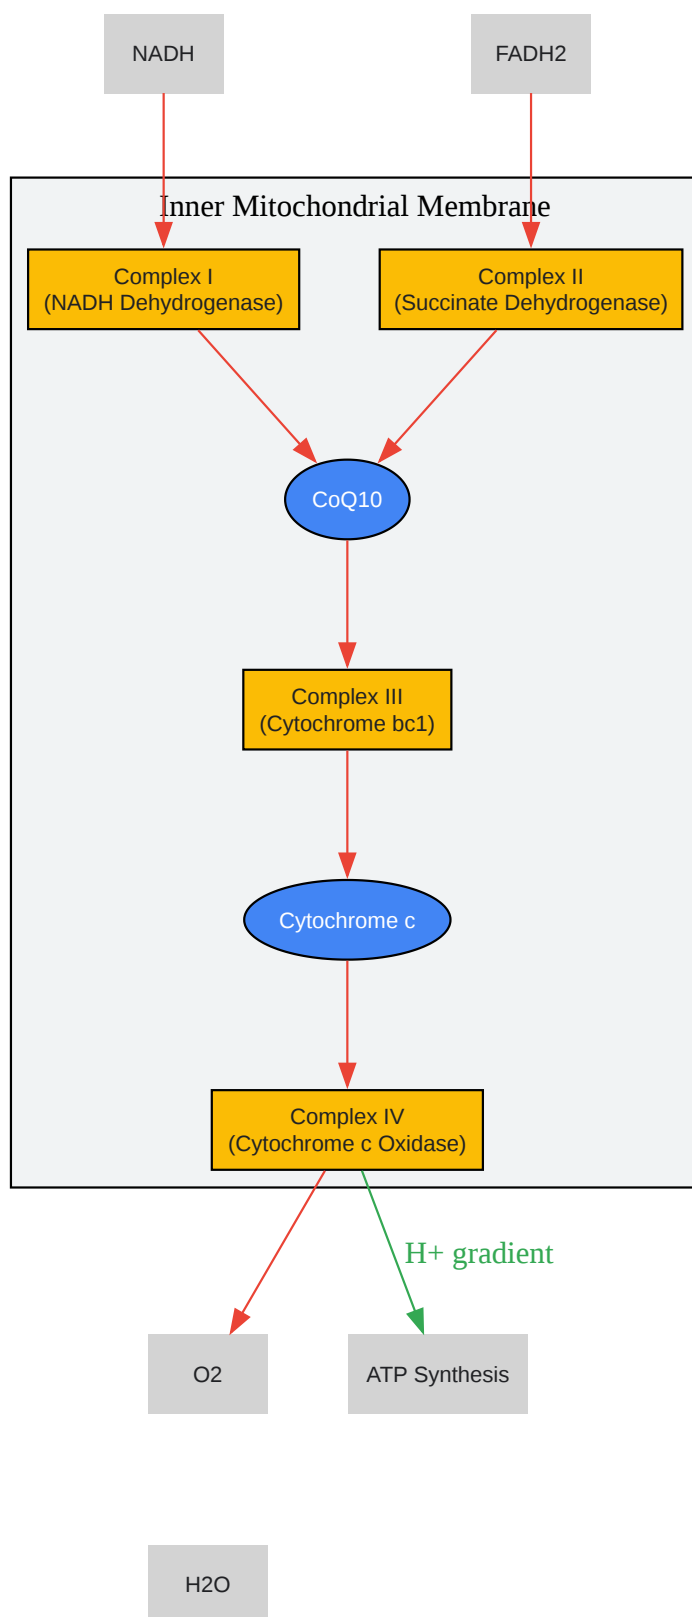 NADH
FADH2
Inner Mitochondrial Membrane
Complex I
(NADH Dehydrogenase)
Complex II
(Succinate Dehydrogenase)
CoQ10
Complex III
(Cytochrome bc1)
Cytochrome c
Complex IV
(Cytochrome c Oxidase)
H+ gradient
O2
ATP Synthesis
H2O